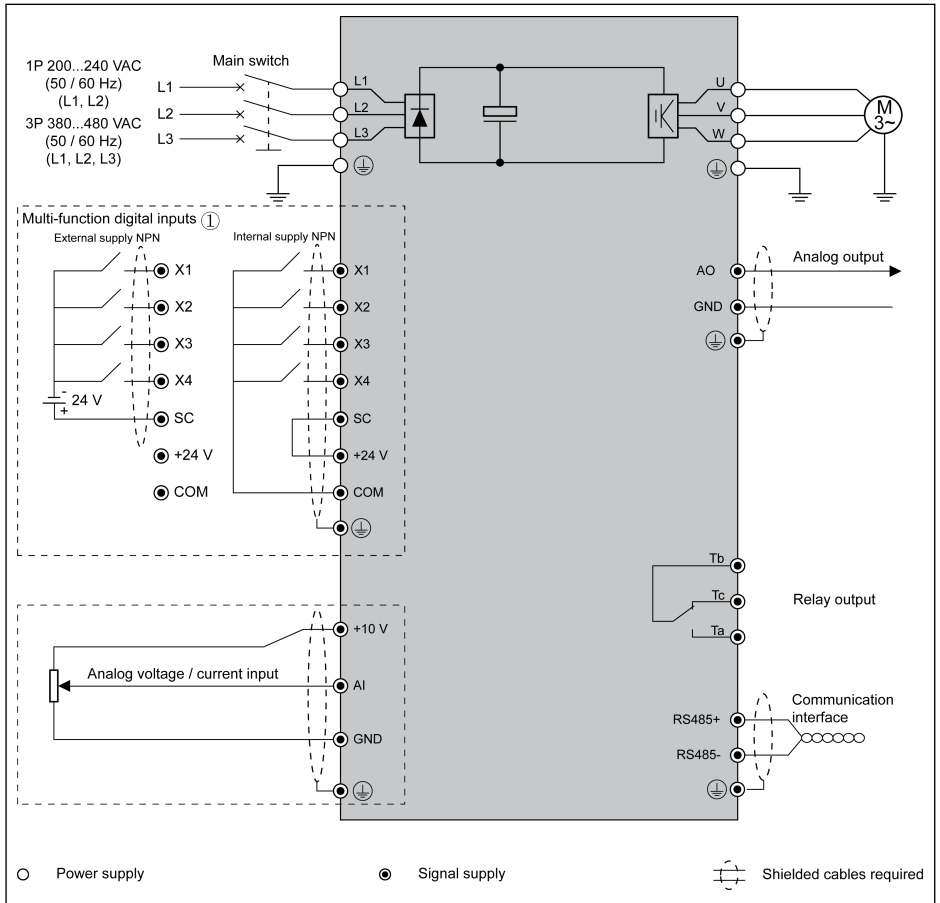 1P 200...240 VAC
(50 / 60 Hz)
(L1, L2)
3P 380...480 VAC
(50 / 60 Hz)
(L1, L2, L3)
Main switch
L1
L2
L3
L1
L2
L3
U
V
W
M
3~
Multi-function digital inputs ①
External supply NPN
X1
X2
X3
X4
- 24 V
+
SC
+24 V
COM
Internal supply NPN
X1
X2
X3
X4
SC
+24 V
COM
AO
Analog output
GND
Tb
Tc
Relay output
Ta
+10 V
Analog voltage / current input
AI
GND
RS485+
RS485-
Communication
interface
Power supply
Signal supply
Shielded cables required